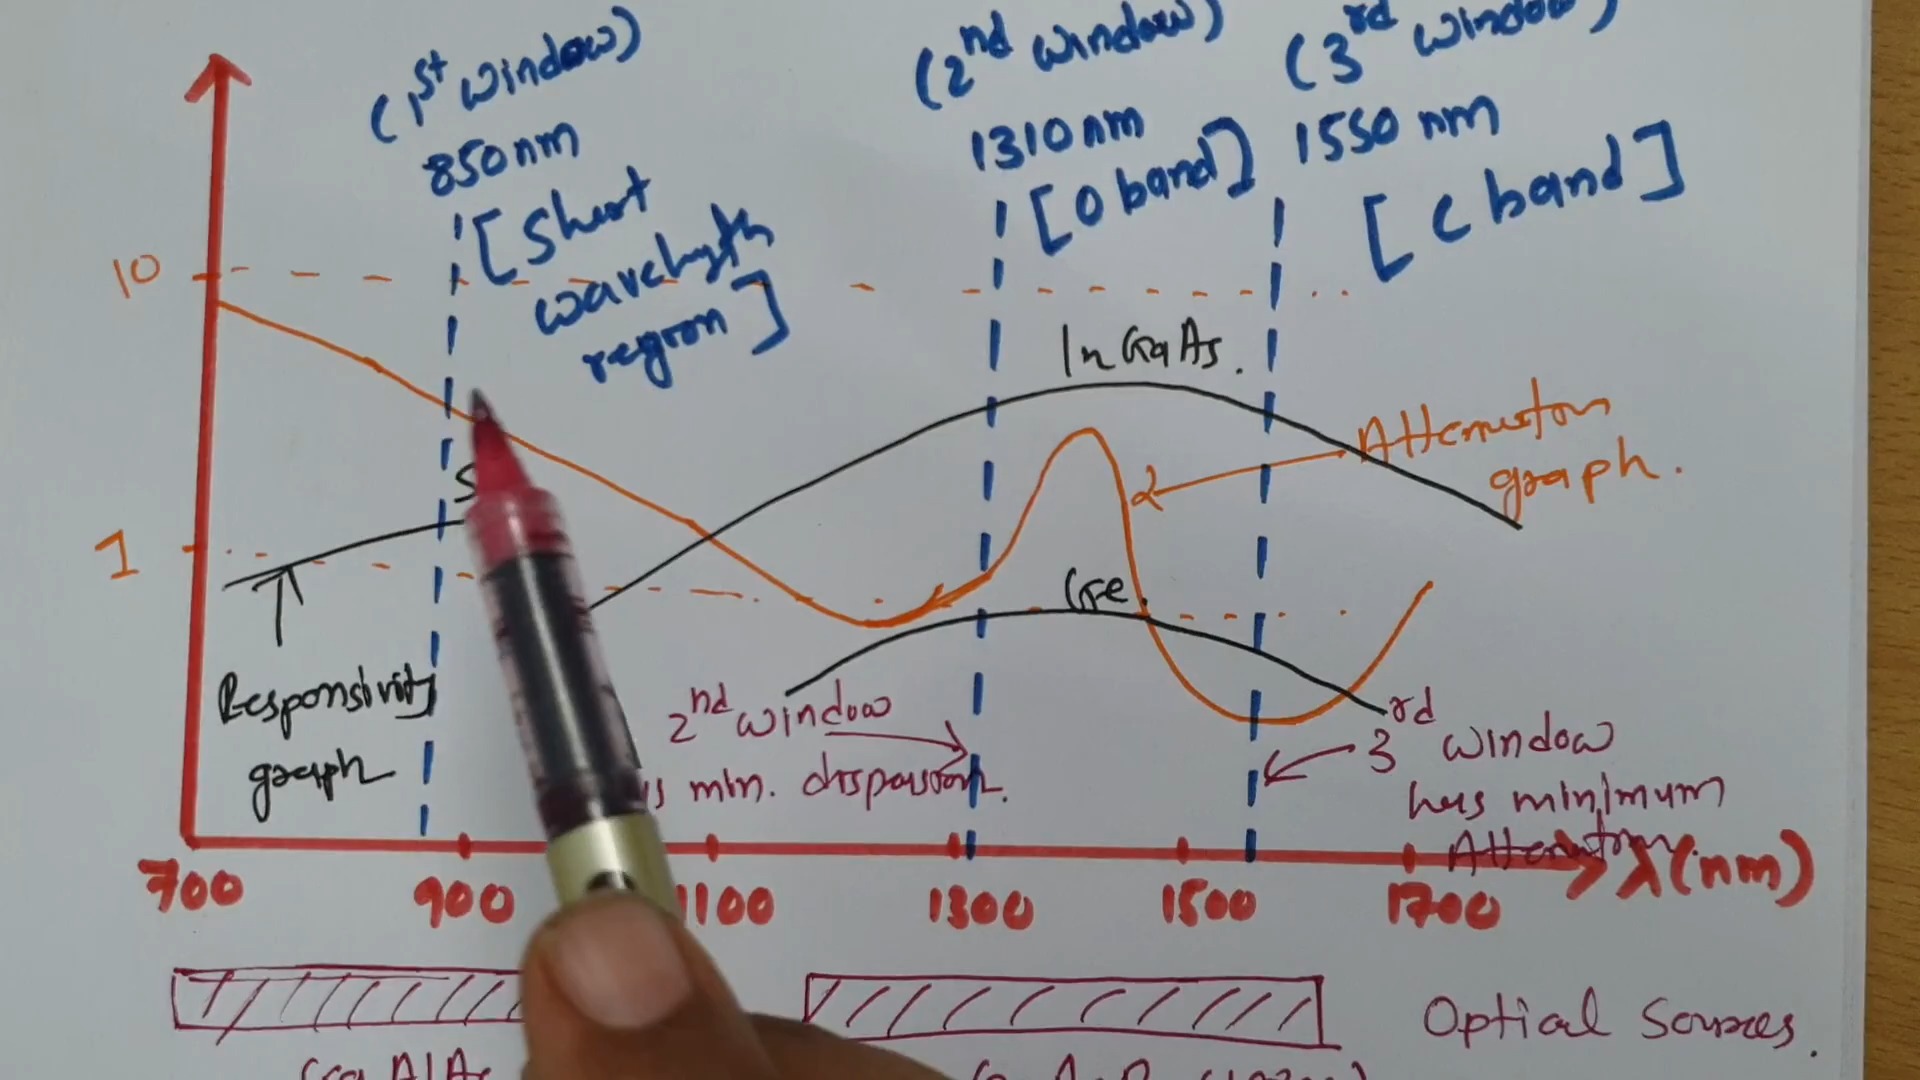 (1st window)
850nm
[Short
wavelength
region]
(2nd window)
1310nm
[O band]
(3rd window)
1550 nm
[C band]
10
1
InGaAs.
Attenuation
graph.
α
S
Ge.
Responsivity
graph
2nd window
min. dispersion.
3rd window
has minimum
Attenuation.
700 900 1100 1300 1500 1700 λ(nm)
Optical Sources.
GaAlAs